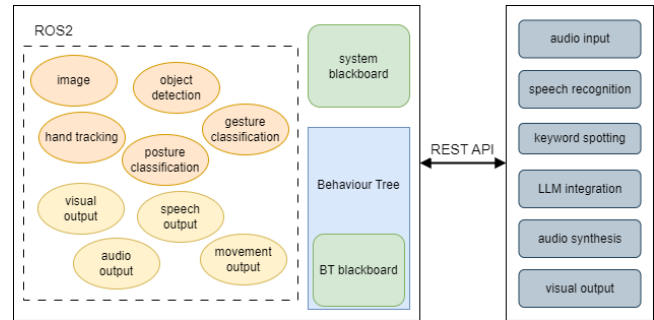 ROS2
image
object
detection
hand tracking
gesture
classification
posture
classification
visual
output
speech
output
audio
output
movement
output
system
blackboard
Behaviour Tree
BT blackboard
REST API
audio input
speech recognition
keyword spotting
LLM integration
audio synthesis
visual output